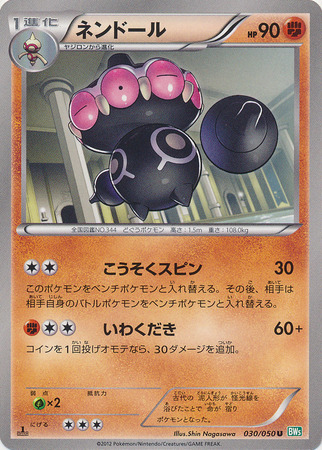 1進化 ネンドール HP90
ヤジロンから進化
全国図鑑NO.344 どぐうポケモン 高さ：1.5m 重さ：108.0kg
こうそくスピン 30
このポケモンをベンチポケモンと入れ替える。その後、相手は
相手自身のバトルポケモンをベンチポケモンと入れ替える。
いわくだき 60+
コインを1回投げオモテなら、30ダメージを追加。
弱点 抵抗力
×2
にげる
古代の 泥人形が 怪光線を
浴びたことで 命が 宿り
ポケモンとなった。
Illus.Shin Nagasawa 030/050 U BW5
©2012 Pokémon/Nintendo/Creatures/GAME FREAK.